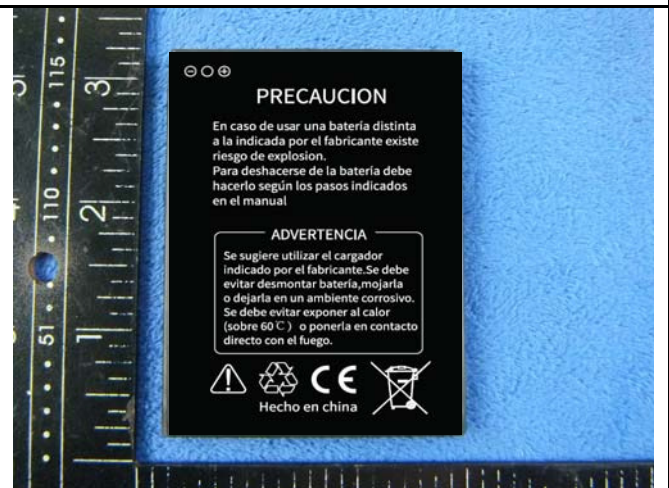 ⊖○⊕
PRECAUCION
En caso de usar una batería distinta
a la indicada por el fabricante existe
riesgo de explosion.
Para deshacerse de la batería debe
hacerlo según los pasos indicados
en el manual
ADVERTENCIA
Se sugiere utilizar el cargador
indicado por el fabricante.Se debe
evitar desmontar batería,mojarla
o dejarla en un ambiente corrosivo.
Se debe evitar exponer al calor
(sobre 60℃) o ponerla en contacto
directo con el fuego.
CE
Hecho en china
115
3
110
2
51
1